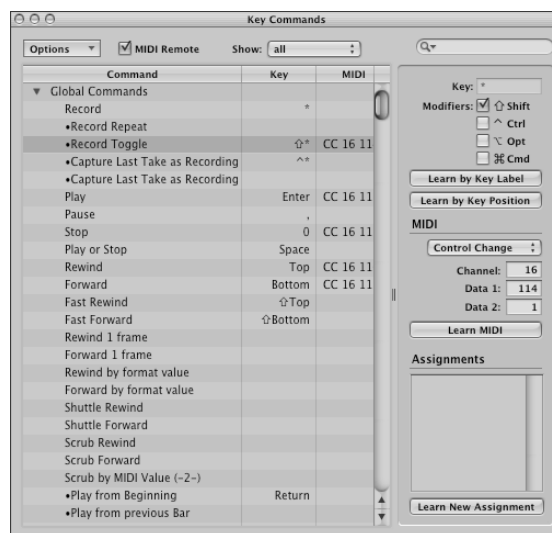 Key Commands
Options ▼ MIDI Remote Show: all
Command Key MIDI
▼ Global Commands
Record *
•Record Repeat
•Record Toggle ⇧* CC 16 11
•Capture Last Take as Recording ^*
•Capture Last Take as Recording
Play Enter CC 16 11
Pause ,
Stop 0 CC 16 11
Play or Stop Space
Rewind Top CC 16 11
Forward Bottom CC 16 11
Fast Rewind ⇧Top
Fast Forward ⇧Bottom
Rewind 1 frame
Forward 1 frame
Rewind by format value
Forward by format value
Shuttle Rewind
Shuttle Forward
Scrub Rewind
Scrub Forward
Scrub by MIDI Value (-2-)
•Play from Beginning Return
•Play from previous Bar
Key: *
Modifiers: ⇧ Shift
^ Ctrl
⌥ Opt
⌘ Cmd
Learn by Key Label
Learn by Key Position
MIDI
Control Change
Channel: 16
Data 1: 114
Data 2: 1
Learn MIDI
Assignments
Learn New Assignment